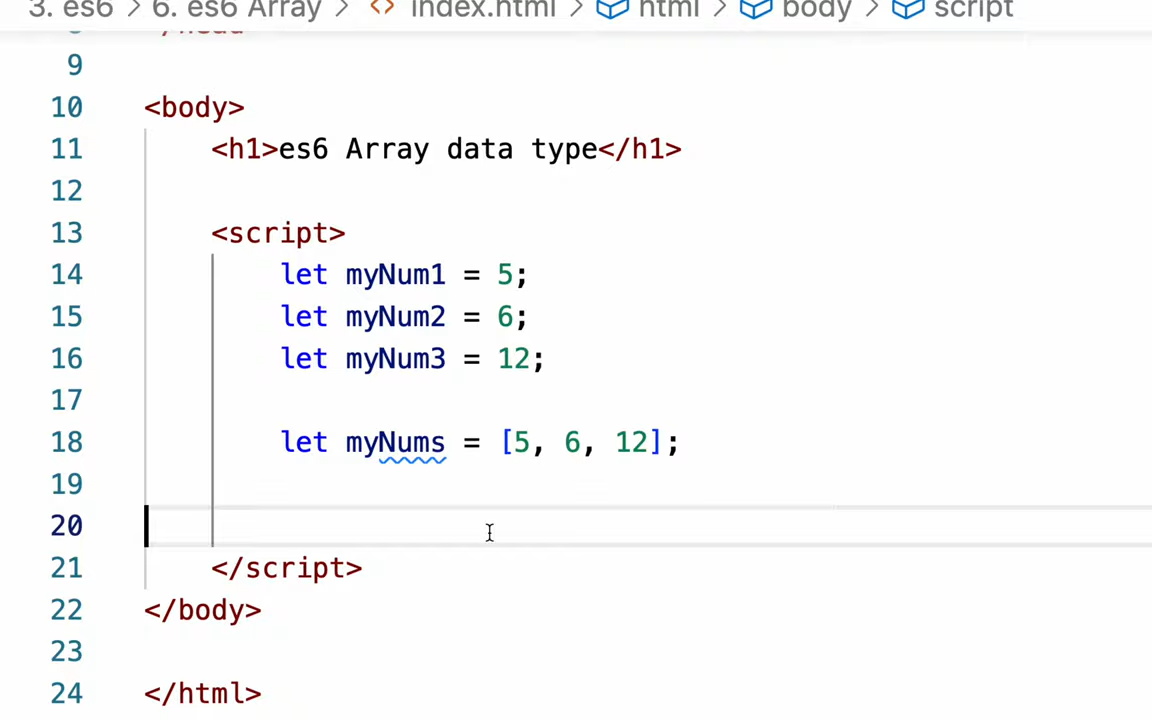 3. es6 > 6. es6 Array > <> index.html > html > body > script
8 </head>
9
10 <body>
11 <h1>es6 Array data type</h1>
12
13 <script>
14 let myNum1 = 5;
15 let myNum2 = 6;
16 let myNum3 = 12;
17
18 let myNums = [5, 6, 12];
19
20
21 </script>
22 </body>
23
24 </html>